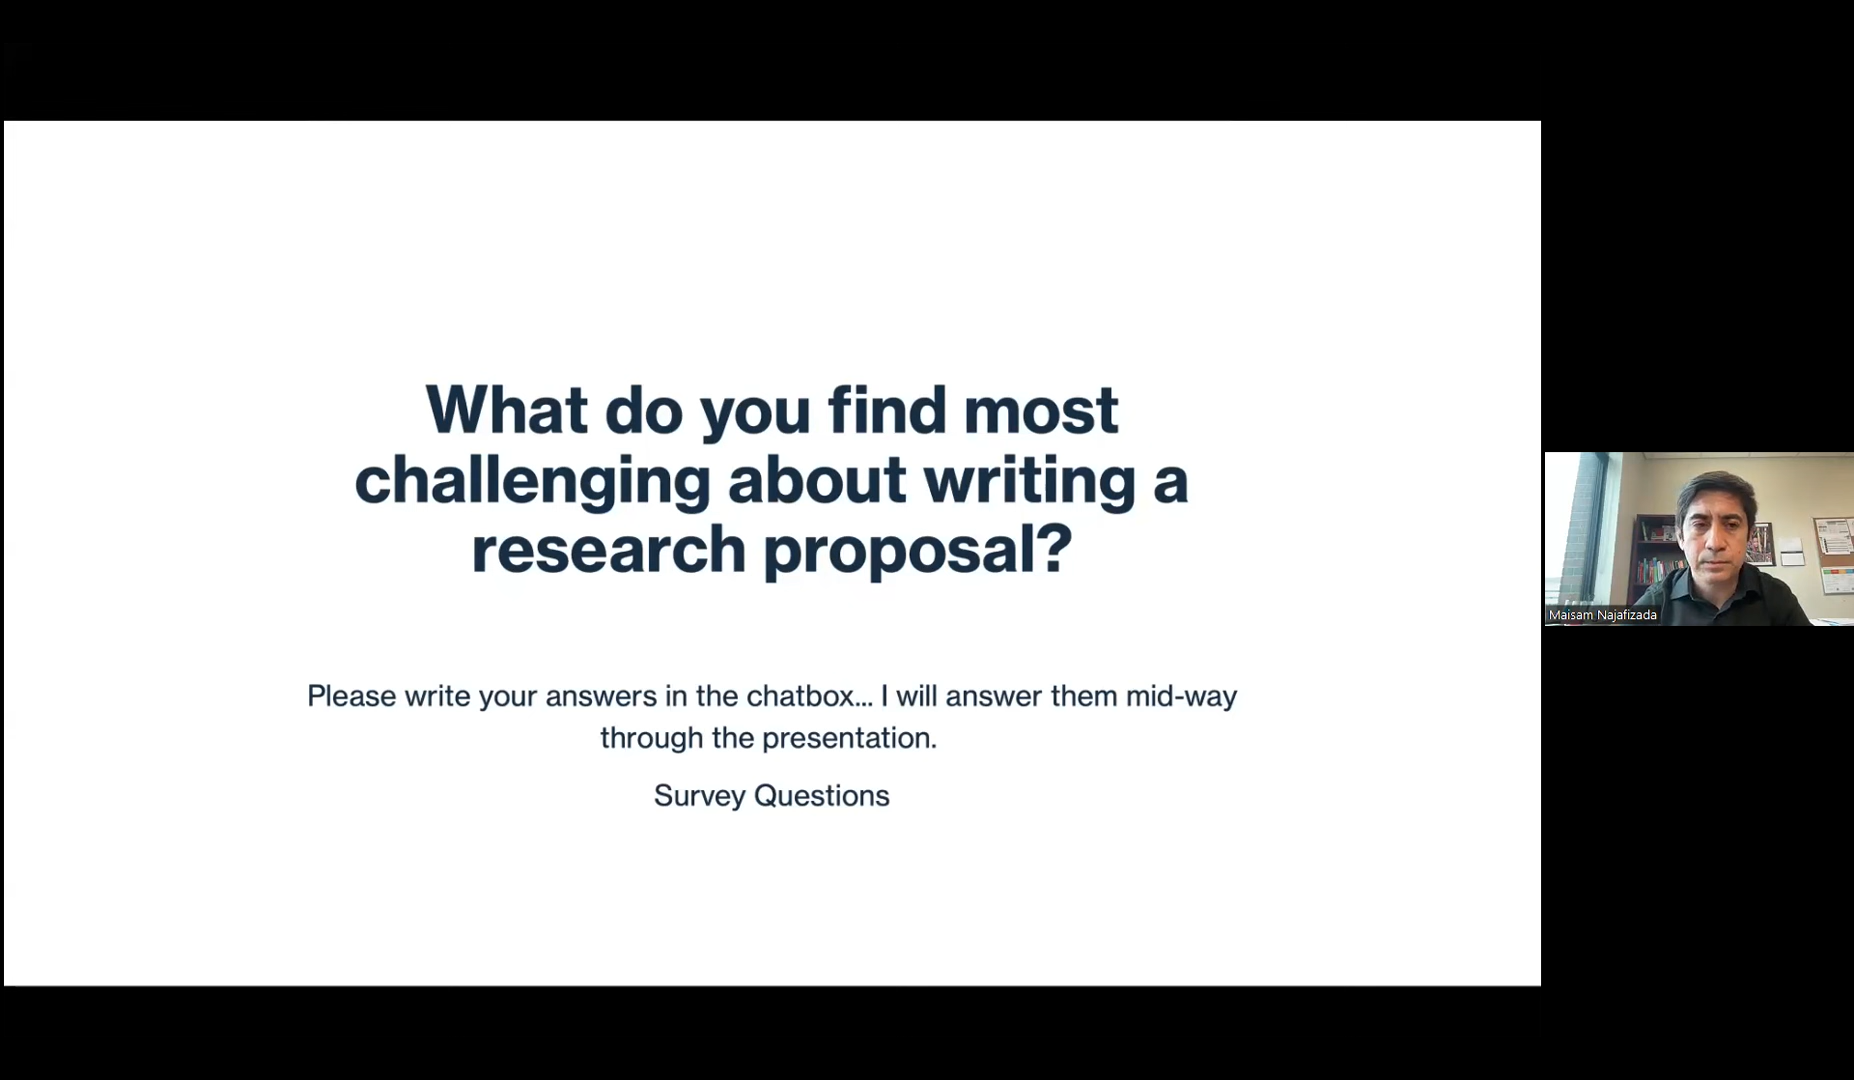 What do you find most
challenging about writing a
research proposal?
Please write your answers in the chatbox... I will answer them mid-way
through the presentation.
Survey Questions
Maisam Najafizada